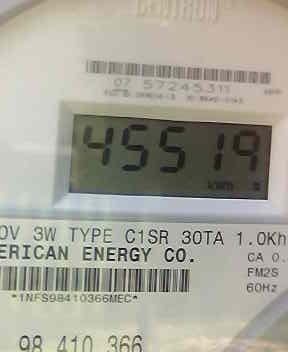 CENTRON
07 57245311
45519
kWh
0V 3W TYPE C1SR 30TA 1.0Kh
ERICAN ENERGY CO.
CA 0.
FM2S
60Hz
*1NFS98410366MEC*
98 410 366